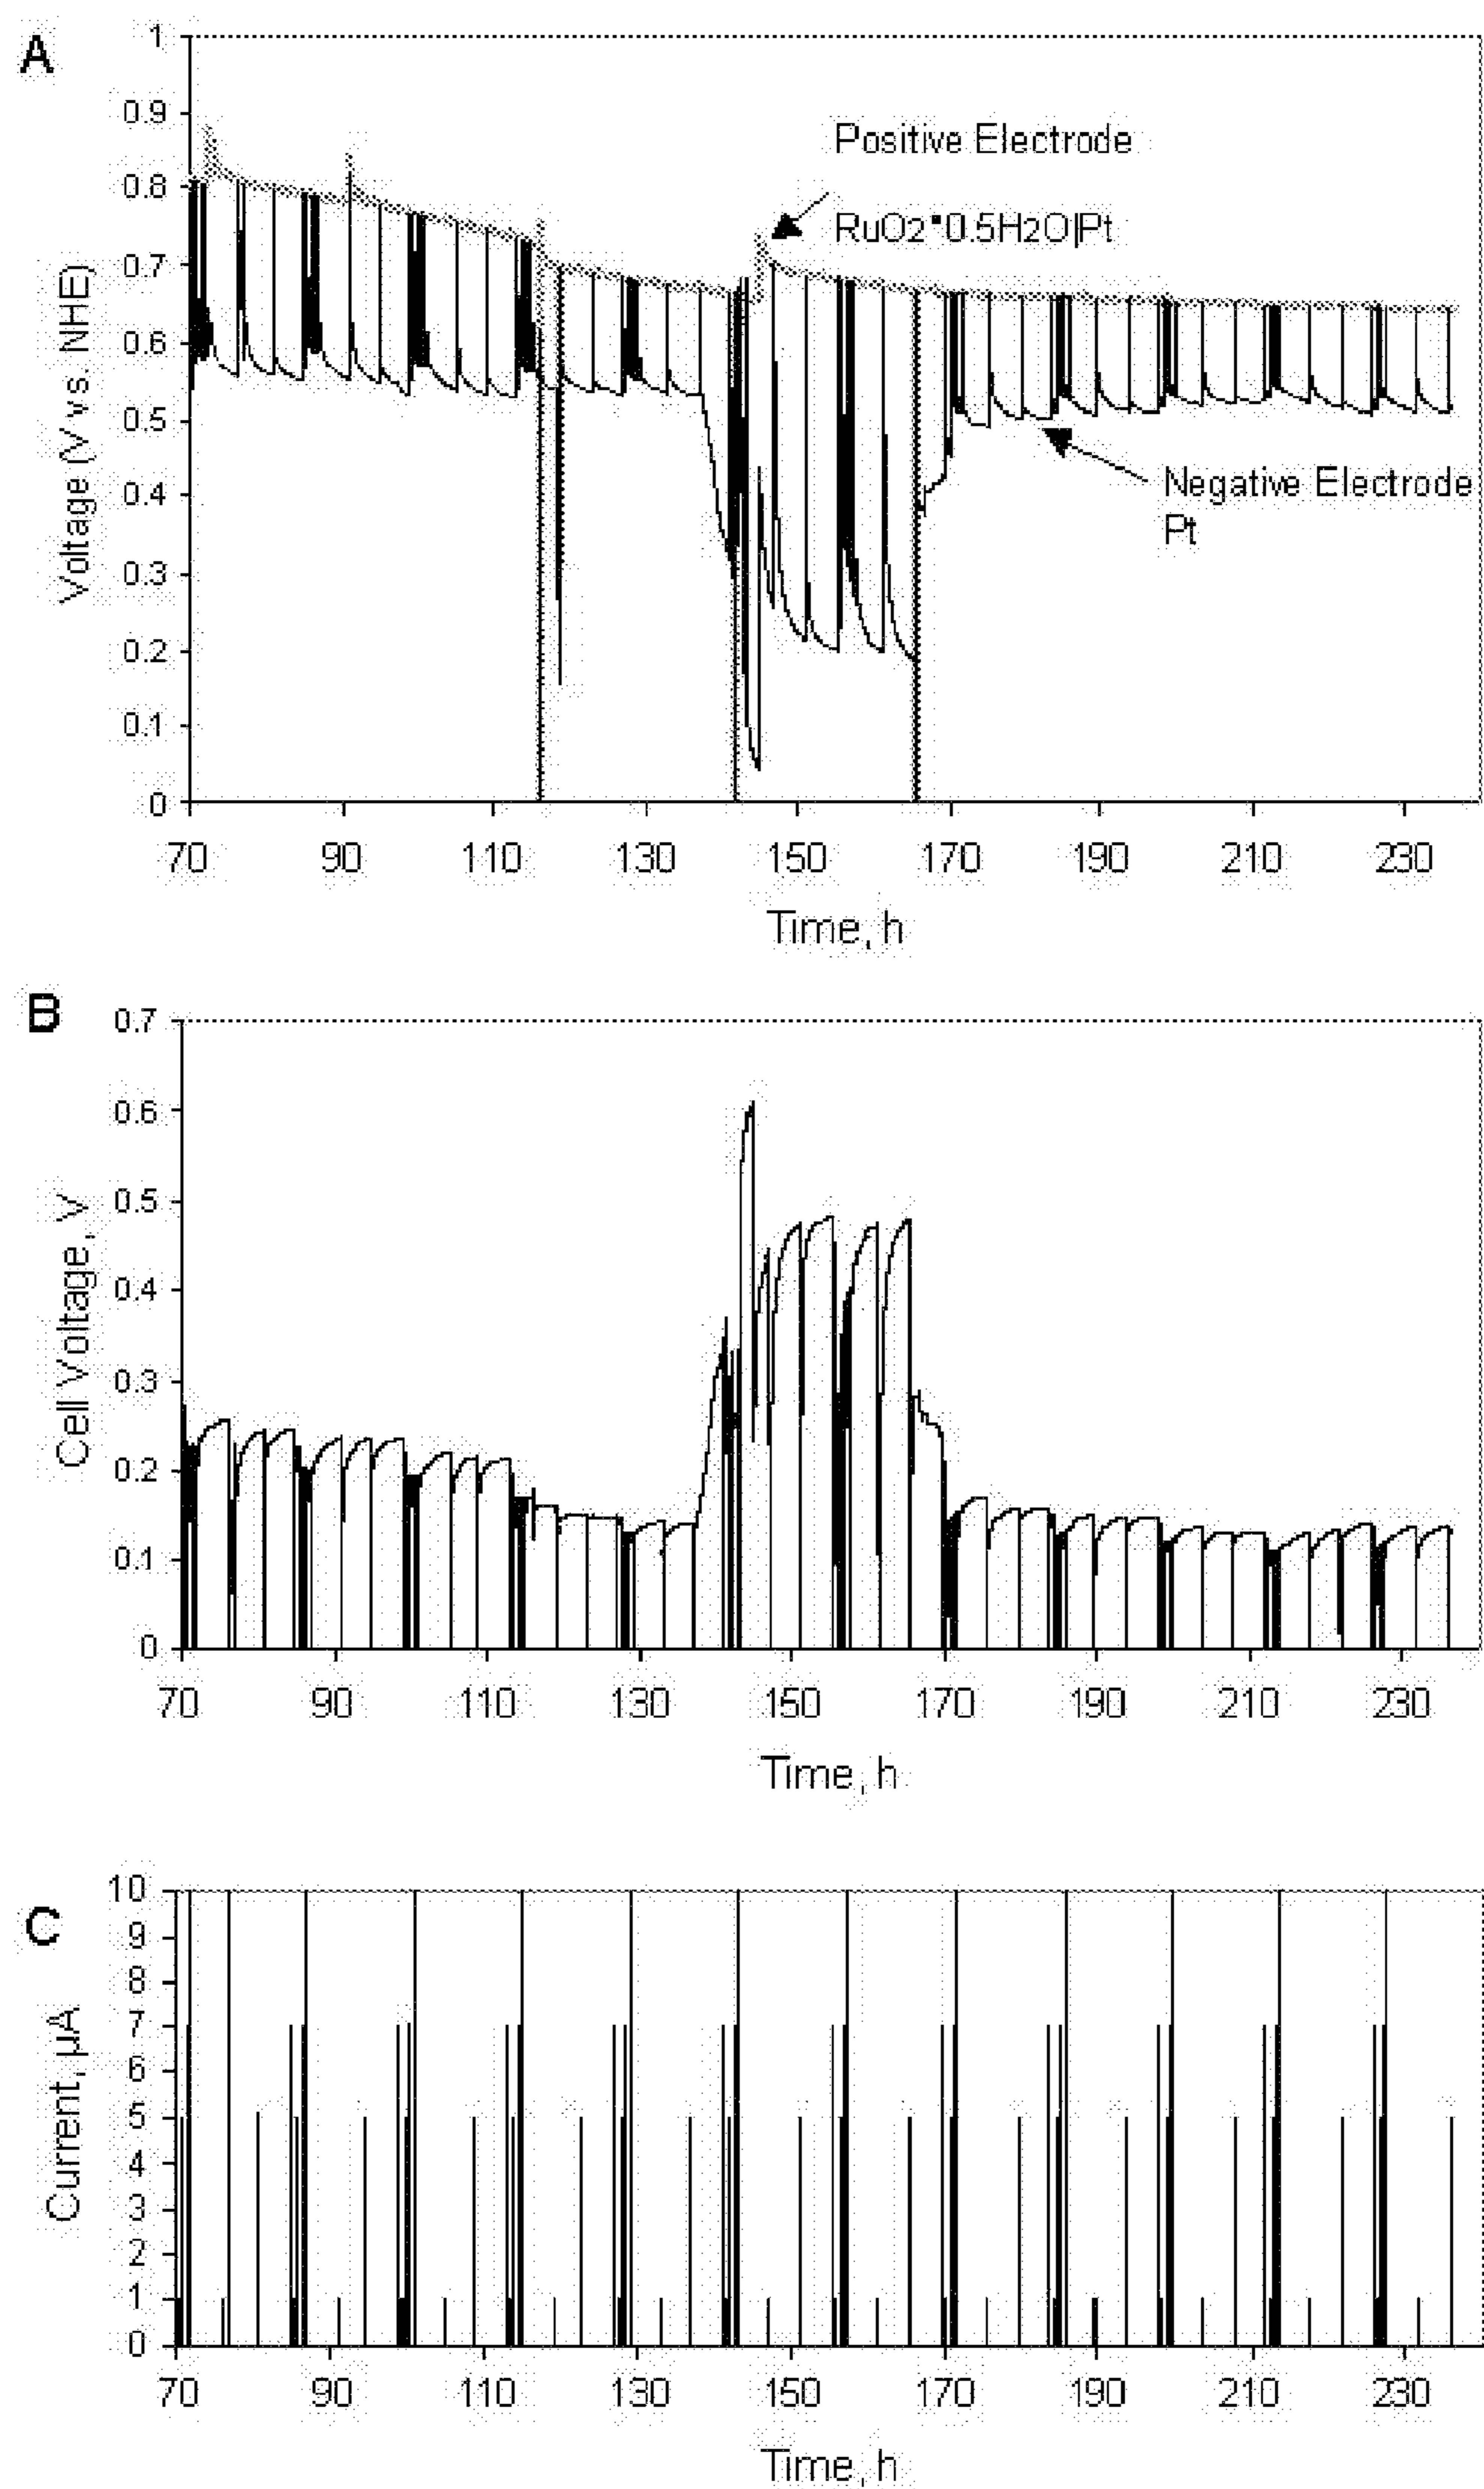 A
1
0.9
0.8
0.7
0.6
0.5
0.4
0.3
0.2
0.1
0
Voltage (V vs. NHE)
Positive Electrode
RuO2*0.5H2O|Pt
Negative Electrode
Pt
70 90 110 130 150 170 190 210 230
Time, h
B
0.7
0.6
0.5
0.4
0.3
0.2
0.1
0
Cell Voltage, V
70 90 110 130 150 170 190 210 230
Time, h
C
10
9
8
7
6
5
4
3
2
1
0
Current, µA
70 90 110 130 150 170 190 210 230
Time, h